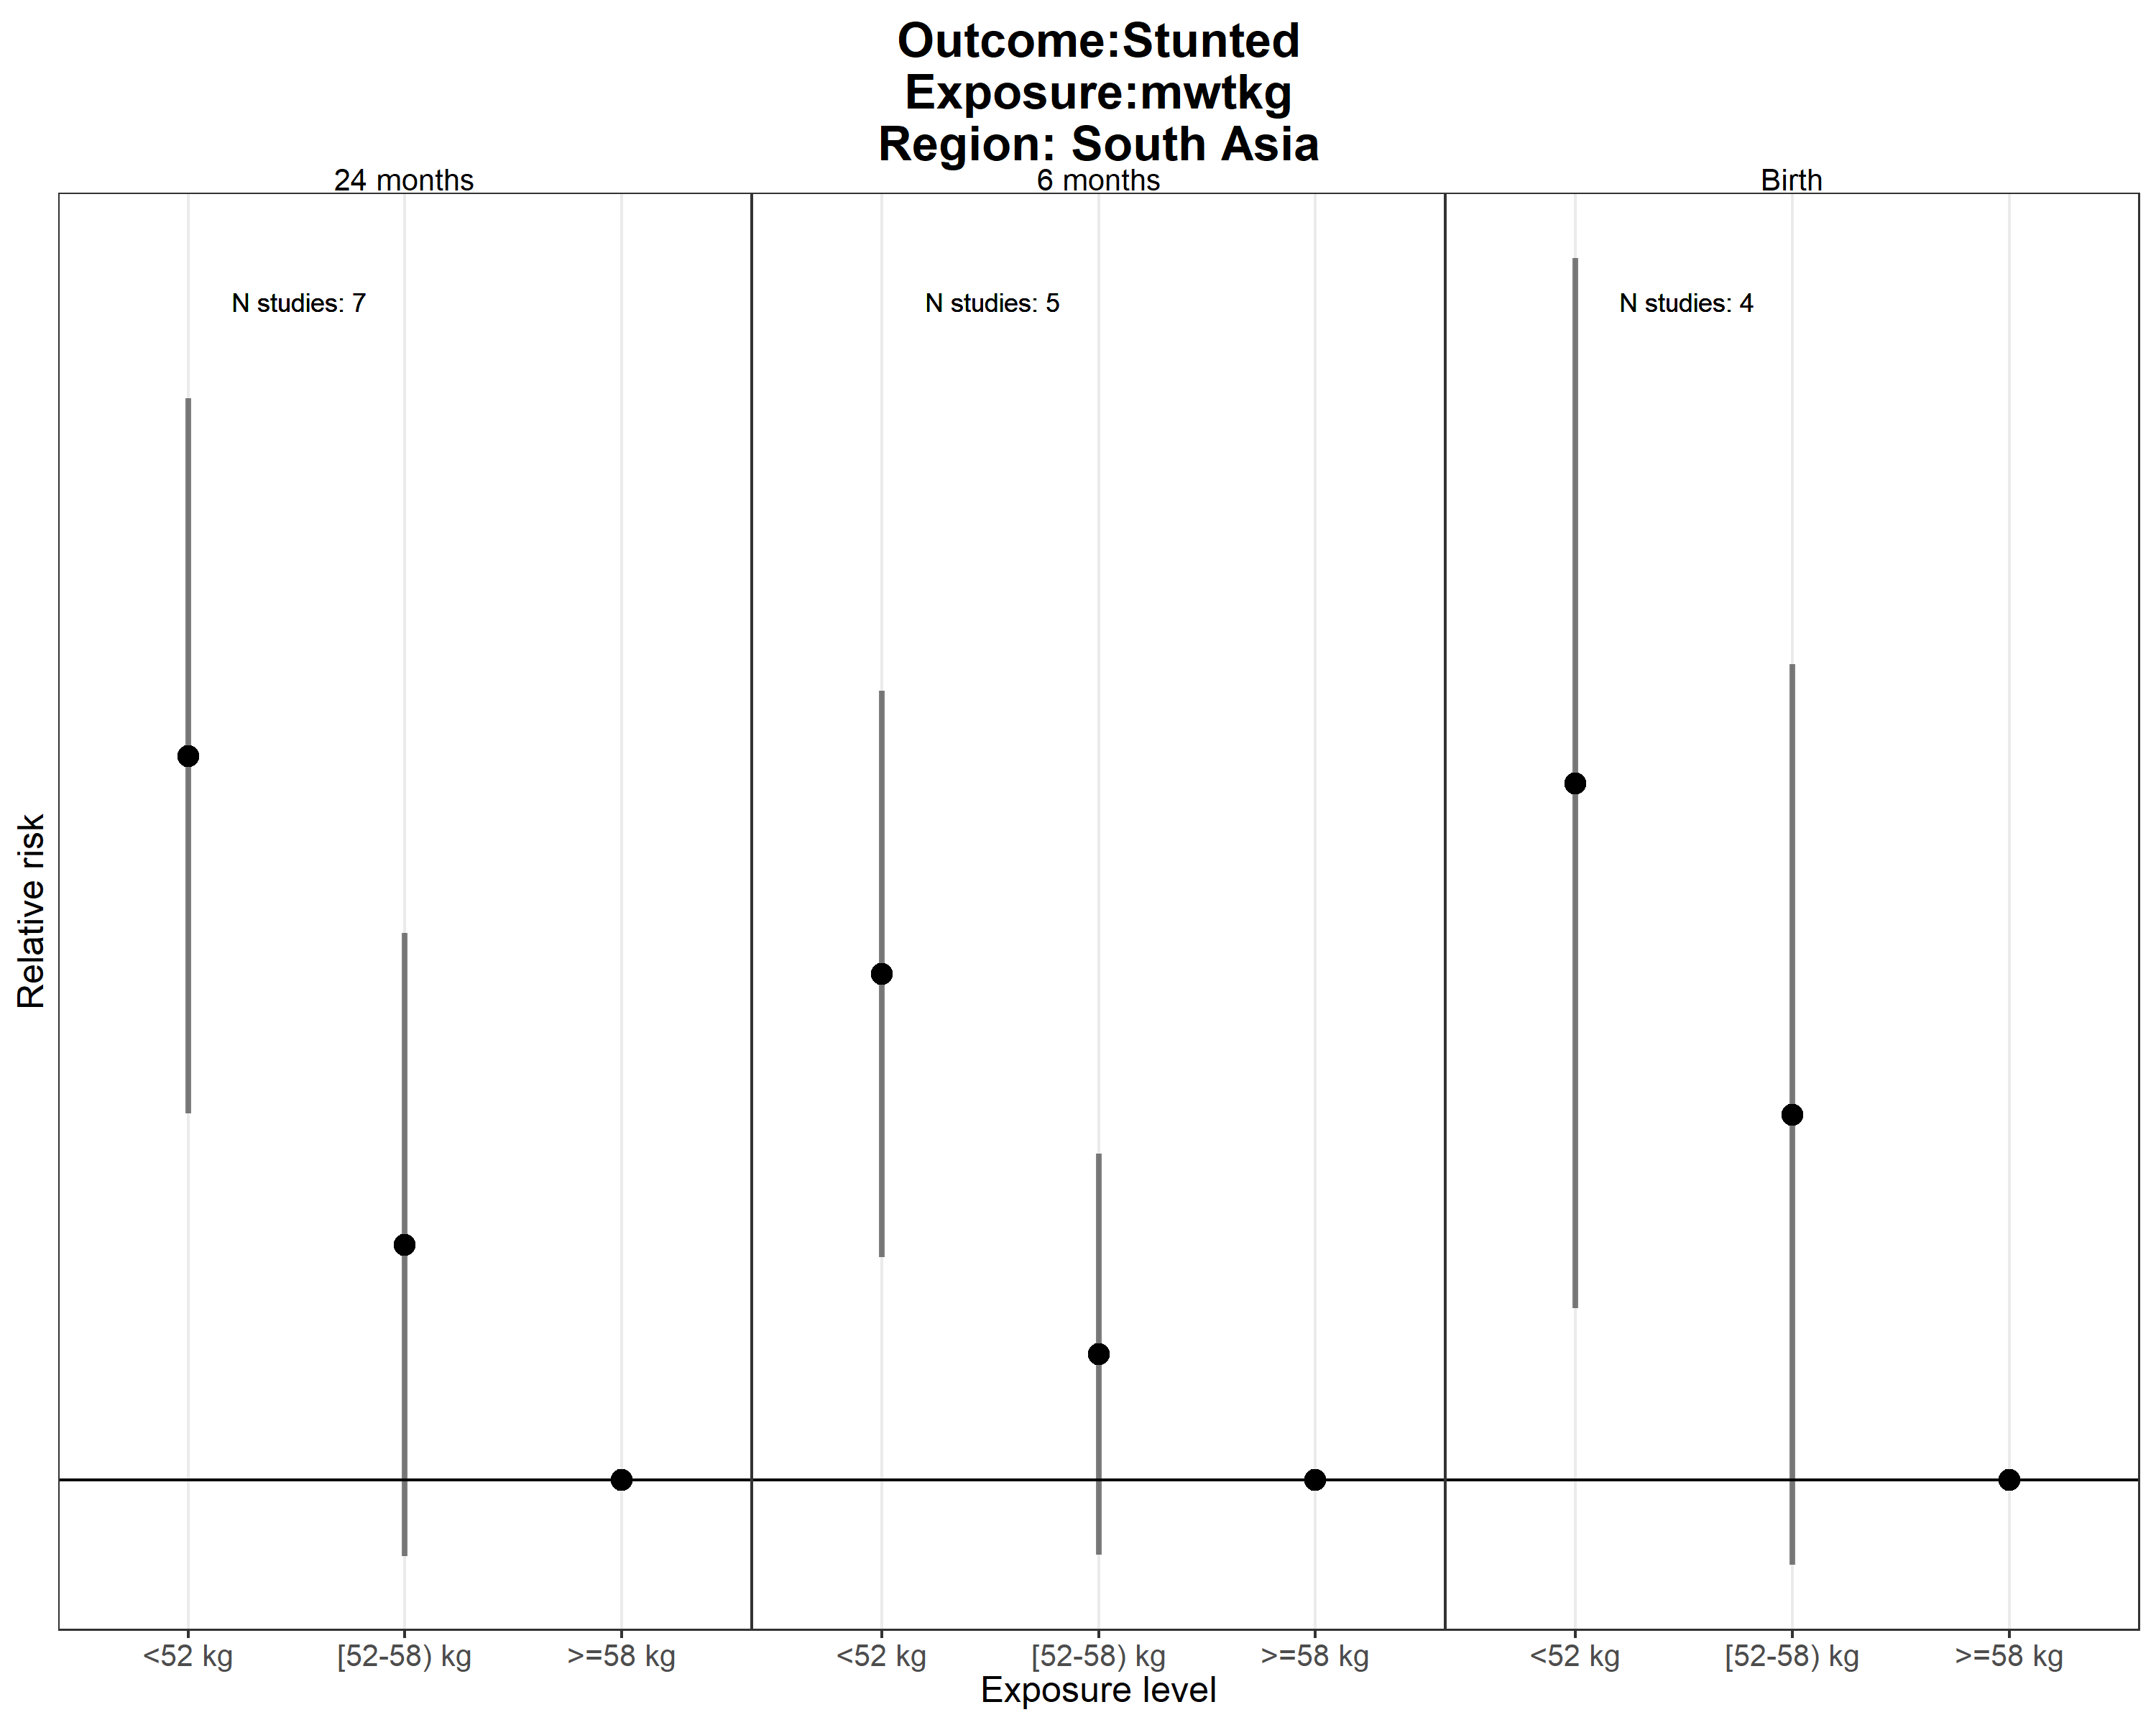 Outcome:Stunted
Exposure:mwtkg
Region: South Asia
24 months
6 months
Birth
N studies: 7
N studies: 5
N studies: 4
Relative risk
<52 kg
[52-58) kg
>=58 kg
<52 kg
[52-58) kg
>=58 kg
<52 kg
[52-58) kg
>=58 kg
Exposure level